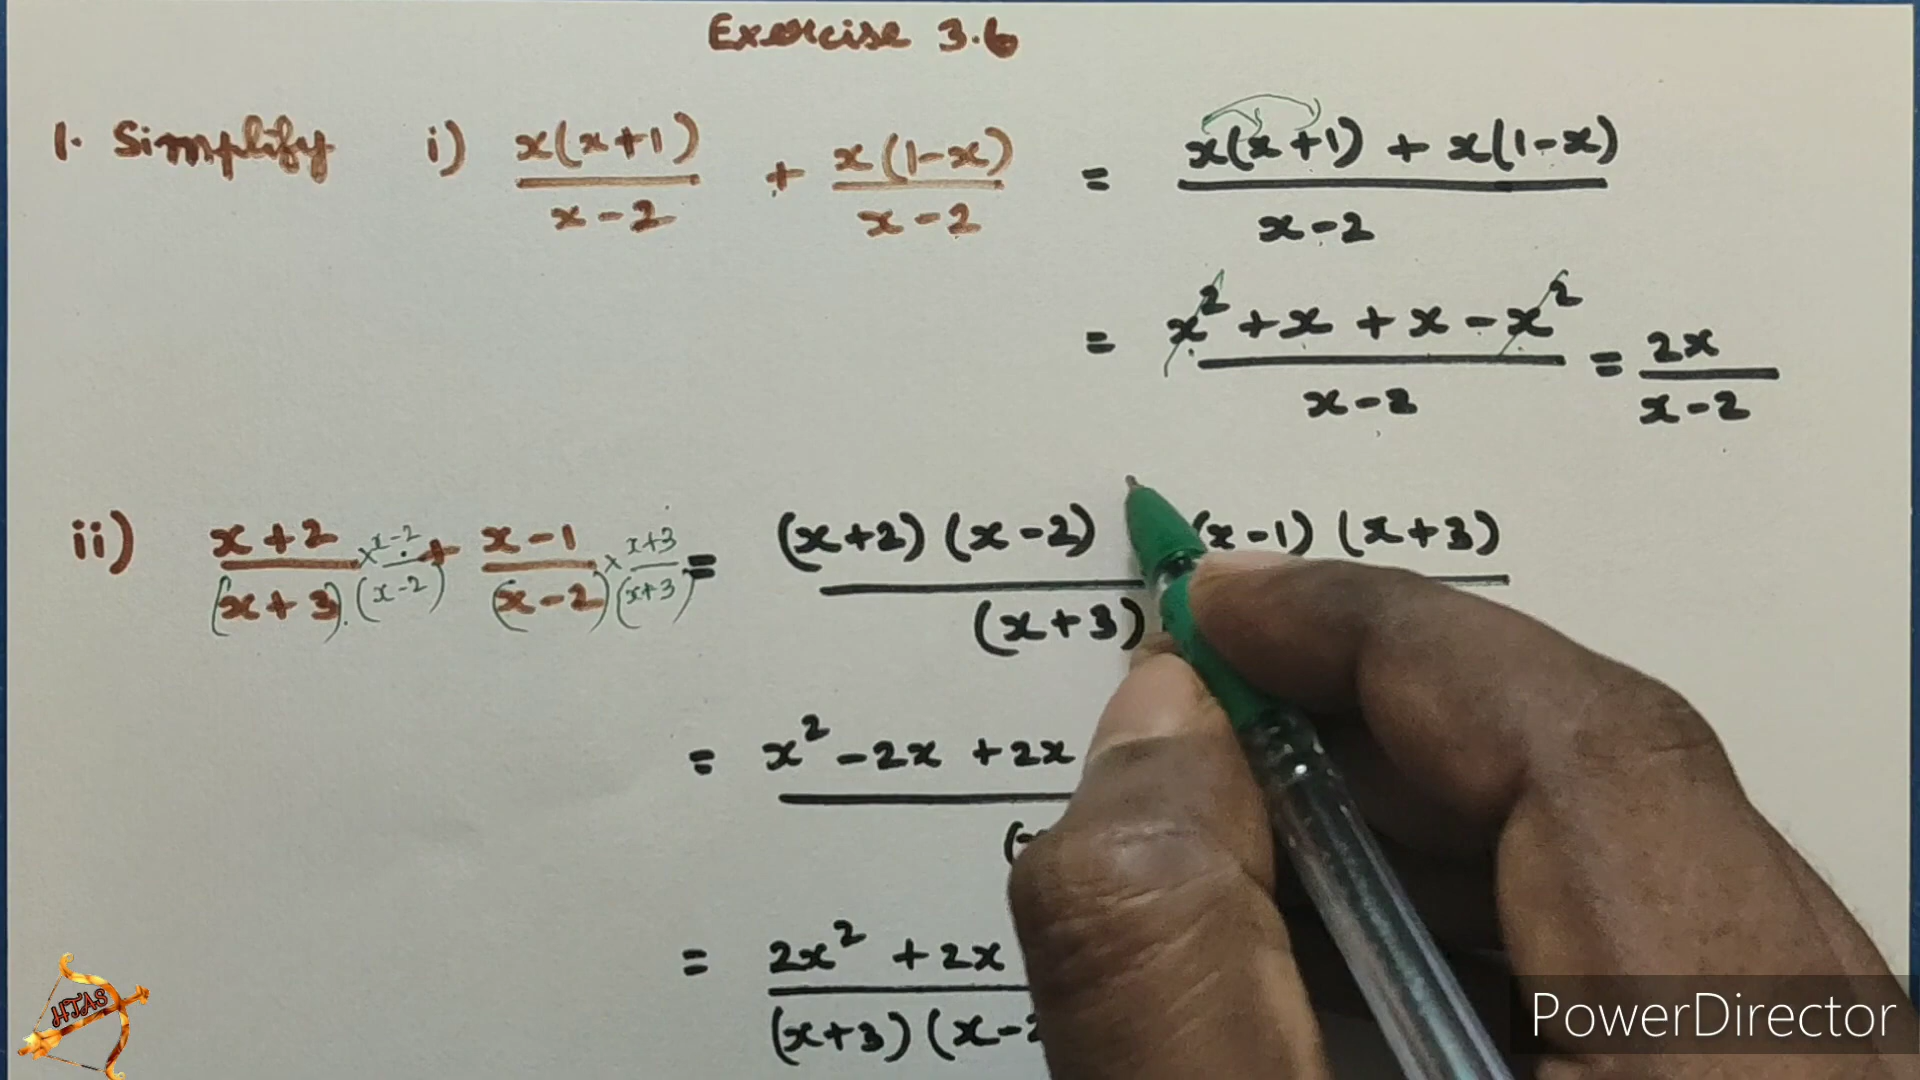 Exercise 3.6
1. Simplify i) x(x+1)/x-2 + x(1-x)/x-2 = x(x+1) + x(1-x)/x-2
= x² + x + x - x²/x-2 = 2x/x-2
ii) x+2/(x+3) × x-2/(x-2) + x-1/(x-2) × x+3/(x+3) = (x+2)(x-2) (x-1)(x+3)/(x+3)
= x² - 2x + 2x
= 2x² + 2x/(x+3)(x-2
HTAS
PowerDirector